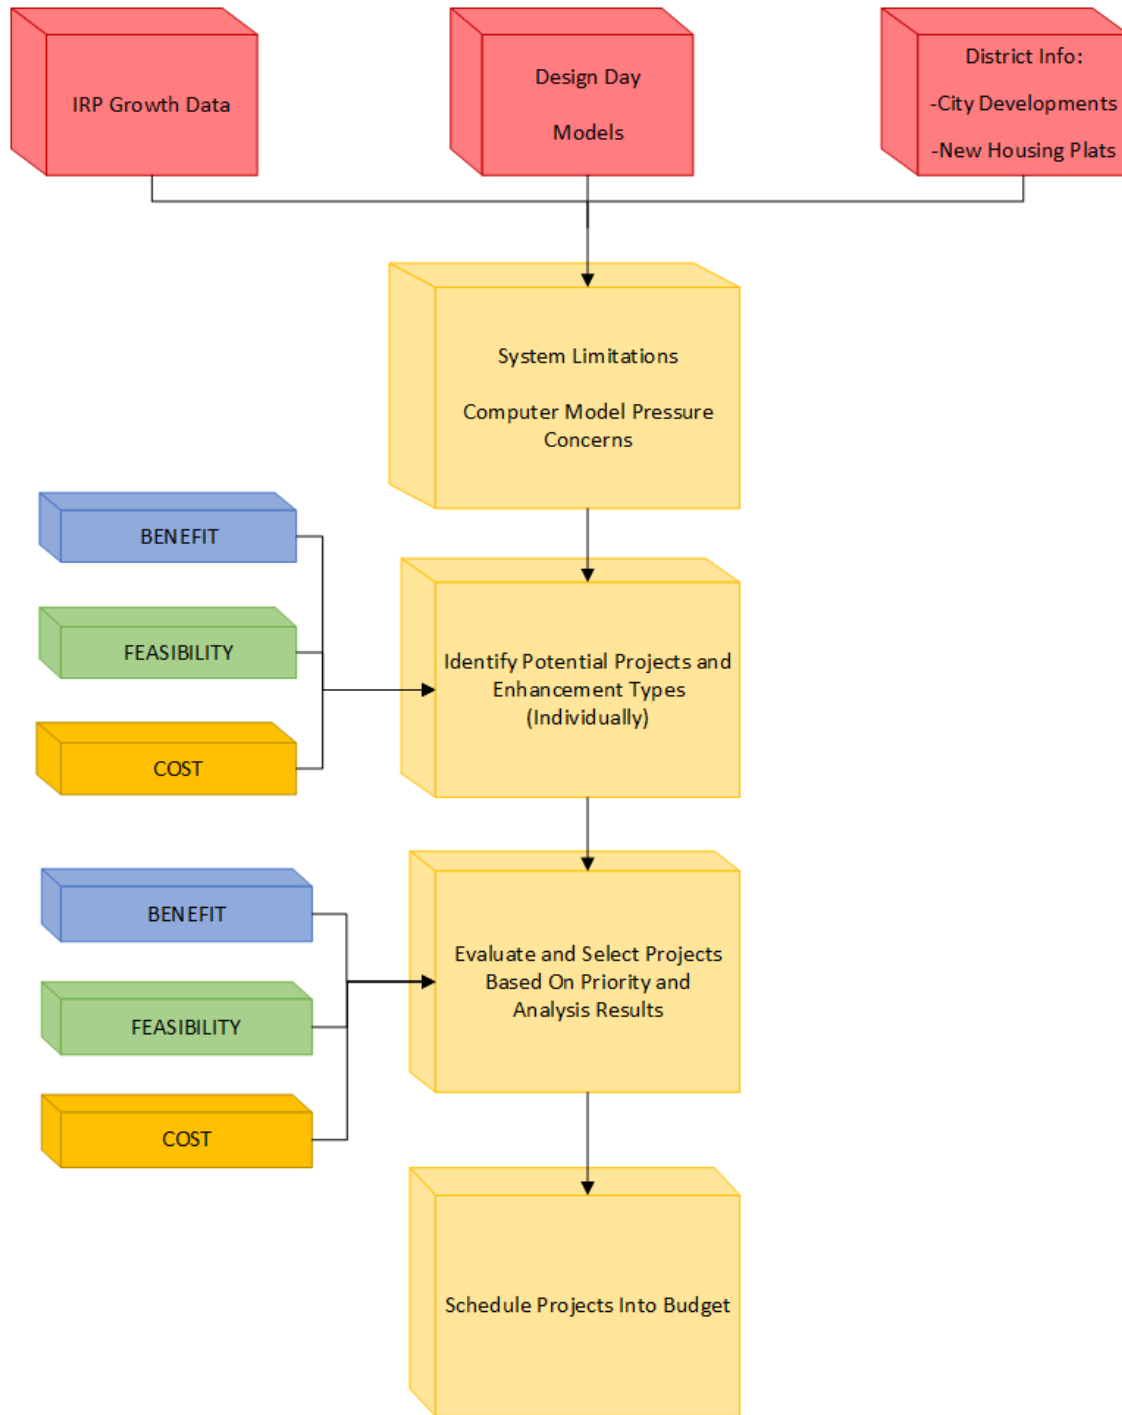 IRP Growth Data
Design Day
Models
District Info:
-City Developments
-New Housing Plats
System Limitations
Computer Model Pressure
Concerns
BENEFIT
FEASIBILITY
COST
Identify Potential Projects and
Enhancement Types
(Individually)
BENEFIT
FEASIBILITY
COST
Evaluate and Select Projects
Based On Priority and
Analysis Results
Schedule Projects Into Budget